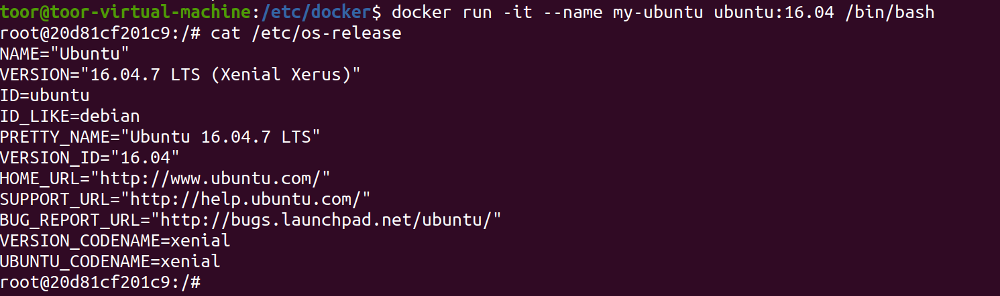 toor@toor-virtual-machine:/etc/docker$ docker run -it --name my-ubuntu ubuntu:16.04 /bin/bash
root@20d81cf201c9:/# cat /etc/os-release
NAME="Ubuntu"
VERSION="16.04.7 LTS (Xenial Xerus)"
ID=ubuntu
ID_LIKE=debian
PRETTY_NAME="Ubuntu 16.04.7 LTS"
VERSION_ID="16.04"
HOME_URL="http://www.ubuntu.com/"
SUPPORT_URL="http://help.ubuntu.com/"
BUG_REPORT_URL="http://bugs.launchpad.net/ubuntu/"
VERSION_CODENAME=xenial
UBUNTU_CODENAME=xenial
root@20d81cf201c9:/#